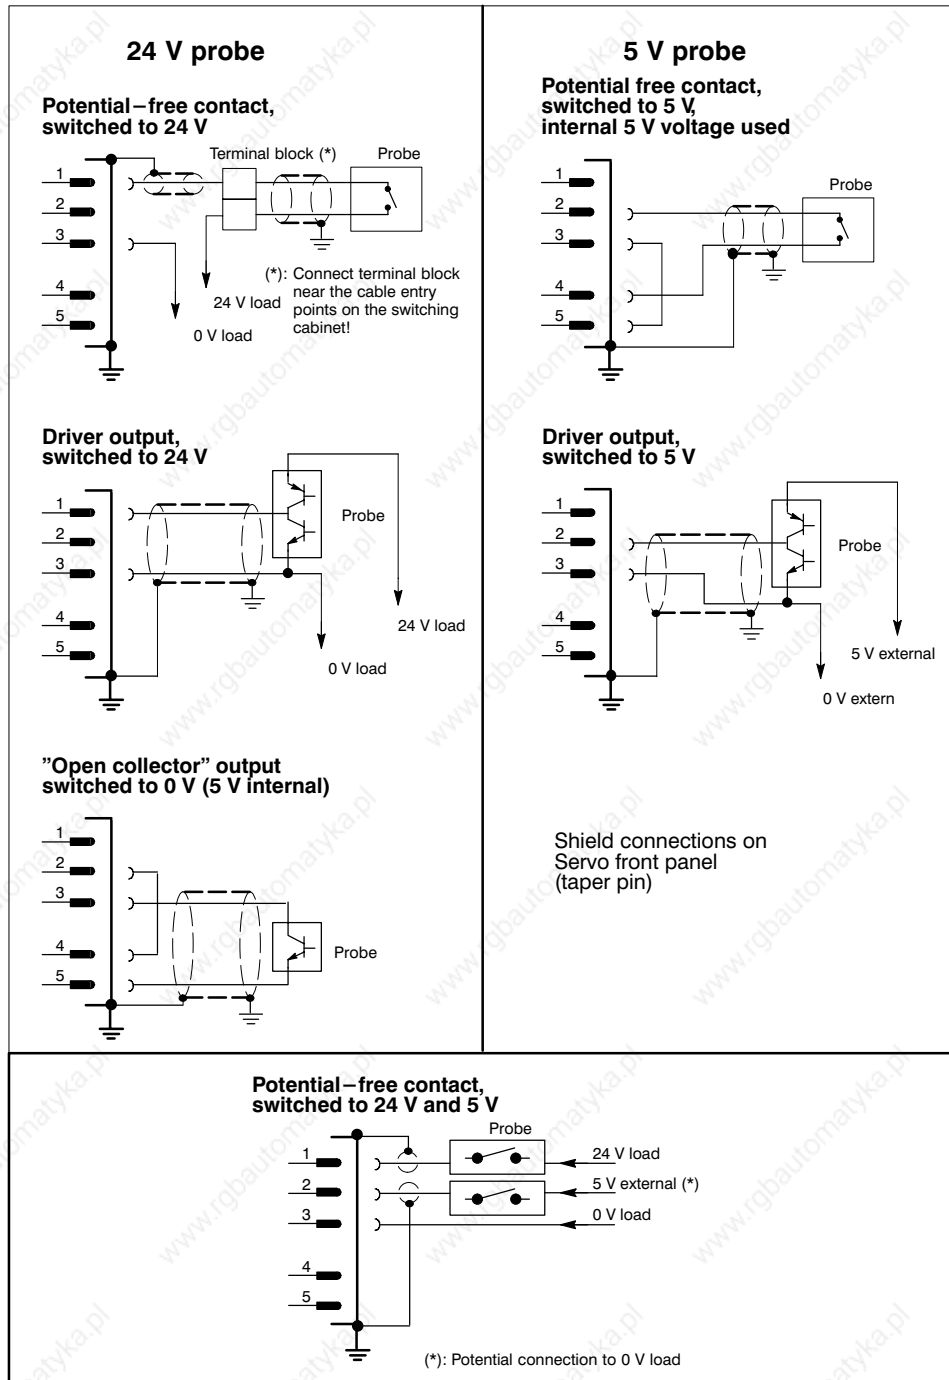 24 V probe
Potential–free contact,
switched to 24 V
Terminal block (*)
Probe
1
2
3
4
5
24 V load
0 V load
(*): Connect terminal block
near the cable entry
points on the switching
cabinet!
Driver output,
switched to 24 V
1
2
3
4
5
Probe
24 V load
0 V load
"Open collector" output
switched to 0 V (5 V internal)
1
2
3
4
5
Probe
5 V probe
Potential free contact,
switched to 5 V,
internal 5 V voltage used
Probe
1
2
3
4
5
Driver output,
switched to 5 V
1
2
3
4
5
Probe
5 V external
0 V extern
Shield connections on
Servo front panel
(taper pin)
Potential–free contact,
switched to 24 V and 5 V
Probe
1
2
3
4
5
24 V load
5 V external (*)
0 V load
(*): Potential connection to 0 V load
www.rgbautomatyka.pl